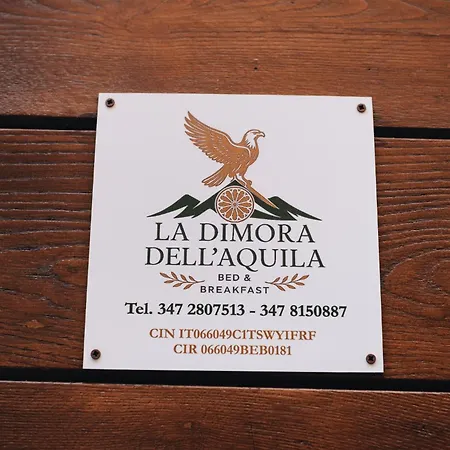 LA DIMORA
DELL'AQUILA
BED &
BREAKFAST
Tel. 347 2807513 - 347 8150887
CIN IT066049C1TSWYIFRF
CIR 066049BEB0181